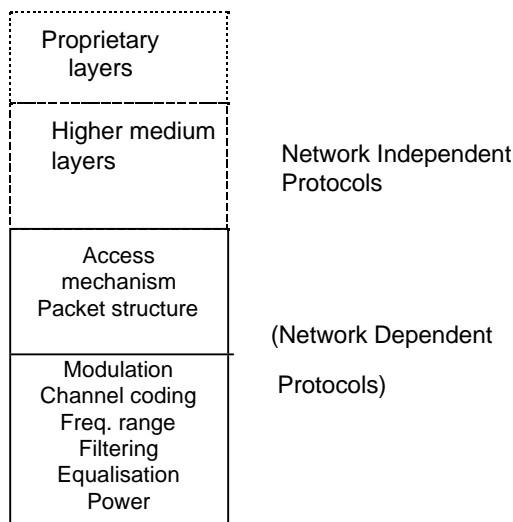 Proprietary
layers
Higher medium
layers
Network Independent
Protocols
Access
mechanism
Packet structure
(Network Dependent
Protocols)
Modulation
Channel coding
Freq. range
Filtering
Equalisation
Power